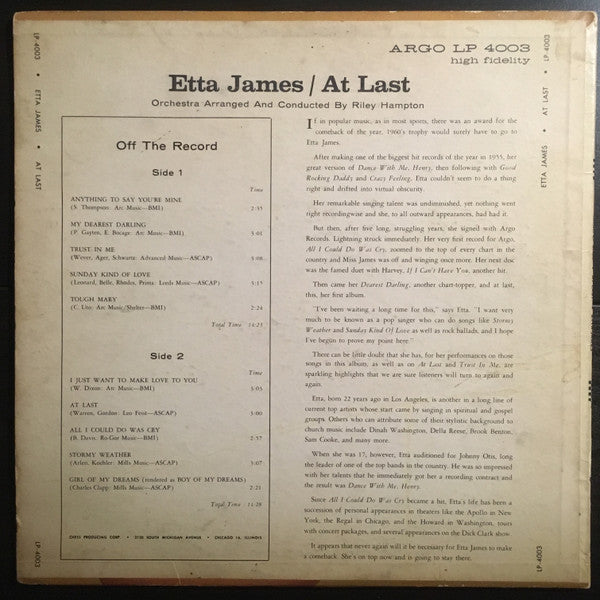 ARGO LP 4003
high fidelity
Etta James / At Last
Orchestra Arranged And Conducted By Riley Hampton
LP-4003 • ETTA JAMES • AT LAST
LP-4003
Off The Record
Side 1
Time
ANYTHING TO SAY YOU'RE MINE
(S. Thompson: Arc Music—BMI) 2:35
MY DEAREST DARLING
(P. Gayten, E. Bocage: Arc Music—BMI) 3:01
TRUST IN ME
(Wever, Ager, Schwartz: Advanced Music—ASCAP) 3:08
SUNDAY KIND OF LOVE
(Leonard, Belle, Rhodes, Prima: Leeds Music—ASCAP) 3:15
TOUGH MARY
(C. Liso: Arc Music/Shelter—BMI) 2:24
Total Time 14:23
Side 2
Time
I JUST WANT TO MAKE LOVE TO YOU
(W. Dixon: Arc Music—BMI) 3:03
AT LAST
(Warren, Gordon: Leo Feist—ASCAP) 3:00
ALL I COULD DO WAS CRY
(B. Davis, Ro-Gor Music—BMI) 2:57
STORMY WEATHER
(Arlen, Koehler: Mills Music—ASCAP) 3:07
GIRL OF MY DREAMS (rendered as BOY OF MY DREAMS)
(Charles Clapp: Mills Music—ASCAP) 2:21
Total Time 14:28
CHESS PRODUCING CORP. • 2120 SOUTH MICHIGAN AVENUE • CHICAGO 16, ILLINOIS
If in popular music, as in most sports, there was an award for the
comeback of the year, 1960's trophy would surely have to go to
Etta James.
After making one of the biggest hit records of the year in 1955, her
great version of Dance With Me, Henry, then following with Good
Rocking Daddy and Crazy Feeling, Etta couldn't seem to do a thing
right and drifted into virtual obscurity.
Her remarkable singing talent was undiminished, yet nothing went
right recordingwise and she, to all outward appearances, had had it.
But then, after five long, struggling years, she signed with Argo
Records. Lightning struck immediately. Her very first record for Argo,
All I Could Do Was Cry, zoomed to the top of every chart in the
country and Miss James was off and winging once more. Her next disc
was the famed duet with Harvey, If I Can't Have You, another hit.
Then came her Dearest Darling, another chart-topper, and at last,
this, her first album.
"I've been waiting a long time for this," says Etta. "I want very
much to be known as a pop singer who can do songs like Stormy
Weather and Sunday Kind Of Love as well as rock ballads, and I hope
I've begun to prove my point here."
There can be little doubt that she has, for her performances on those
songs in this album, as well as on At Last and Trust In Me, are
sparkling highlights that we are sure listeners will turn to again and
again.
Etta, born 22 years ago in Los Angeles, is another in a long line of
current top artists whose start came by singing in spiritual and gospel
groups. Others who can attribute some of their stylistic background to
church music include Dinah Washington, Della Reese, Brook Benton,
Sam Cooke, and many more.
When she was 17, however, Etta auditioned for Johnny Otis, long
the leader of one of the top bands in the country. He was so impressed
with her talents that he immediately got her a recording contract and
the result was Dance With Me, Henry.
Since All I Could Do Was Cry became a hit, Etta's life has been a
succession of personal appearances in theaters like the Apollo in New
York, the Regal in Chicago, and the Howard in Washington, tours
with concert packages, and several appearances on the Dick Clark show.
It appears that never again will it be necessary for Etta James to make
a comeback. She's on top now and is going to stay there.
LP-4003 • AT LAST • ETTA JAMES
LP-4003